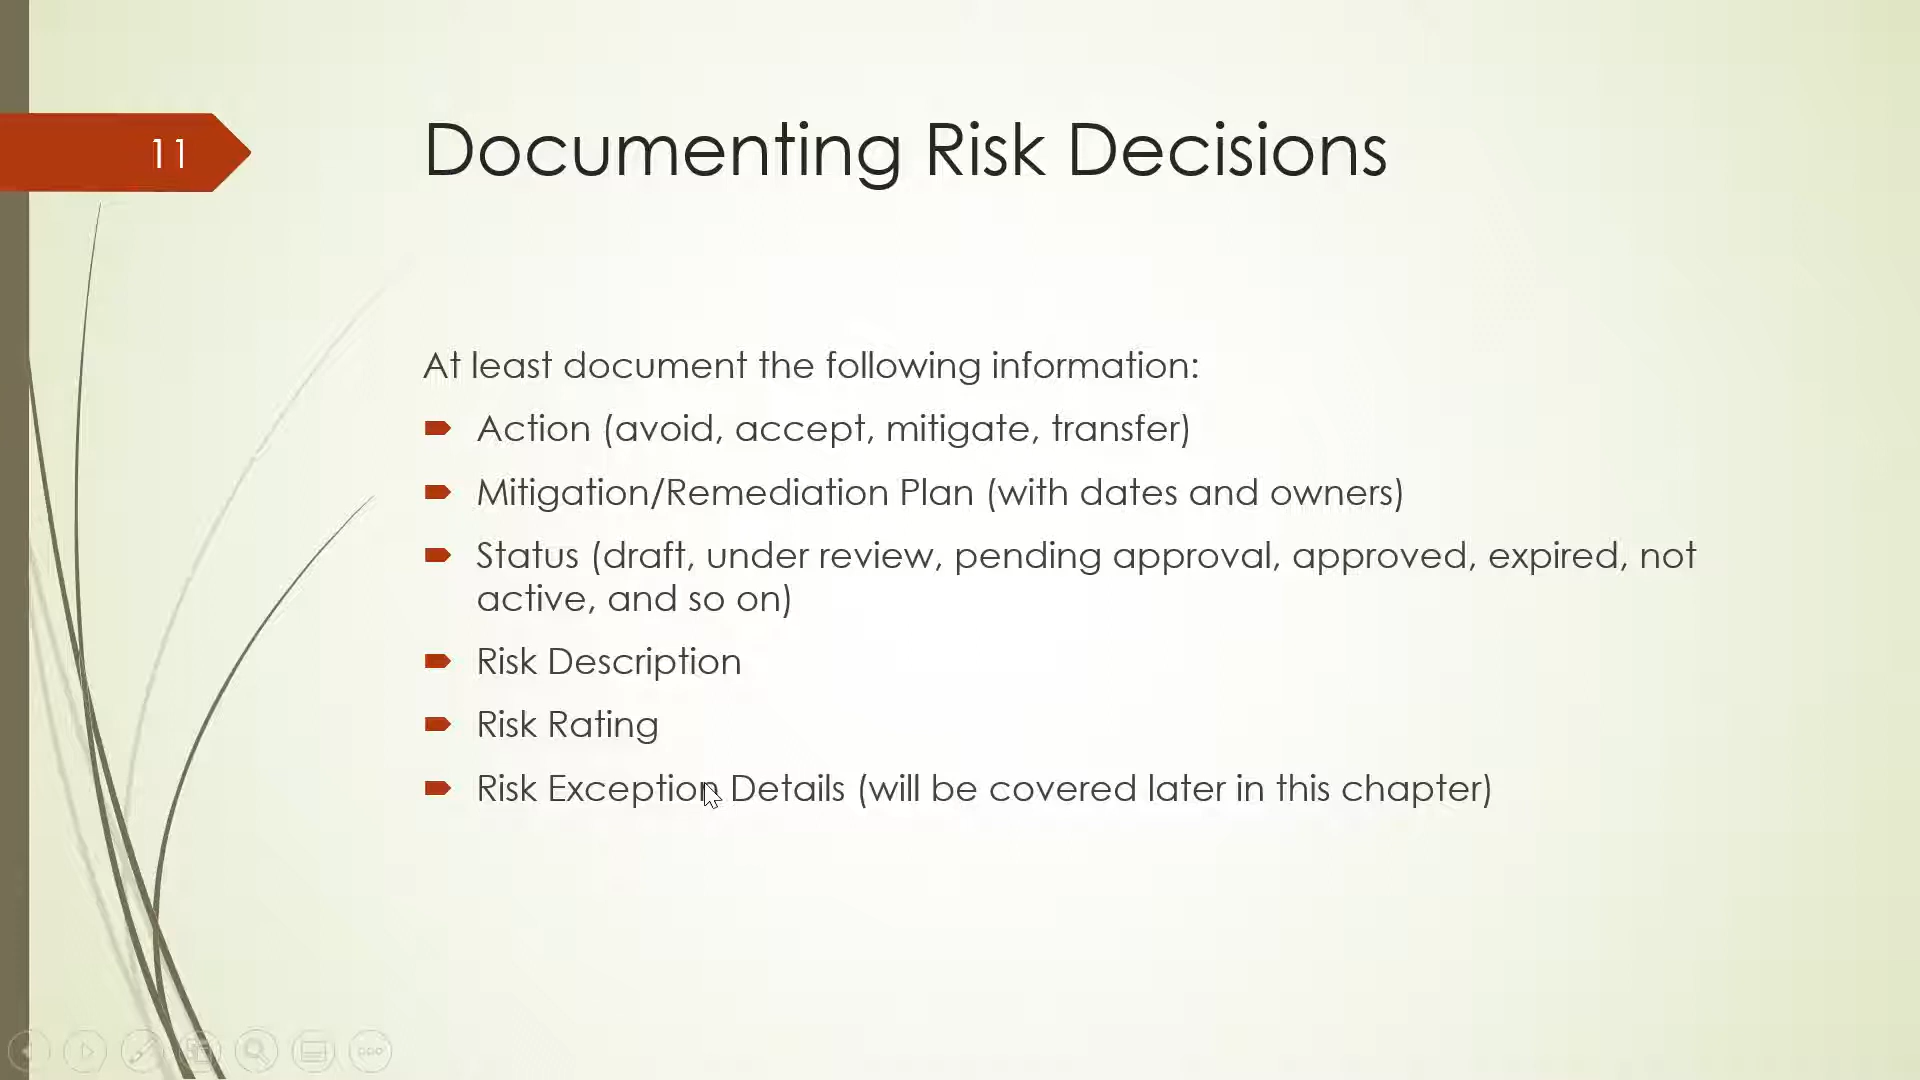 11
Documenting Risk Decisions
At least document the following information:
Action (avoid, accept, mitigate, transfer)
Mitigation/Remediation Plan (with dates and owners)
Status (draft, under review, pending approval, approved, expired, not
active, and so on)
Risk Description
Risk Rating
Risk Exception Details (will be covered later in this chapter)